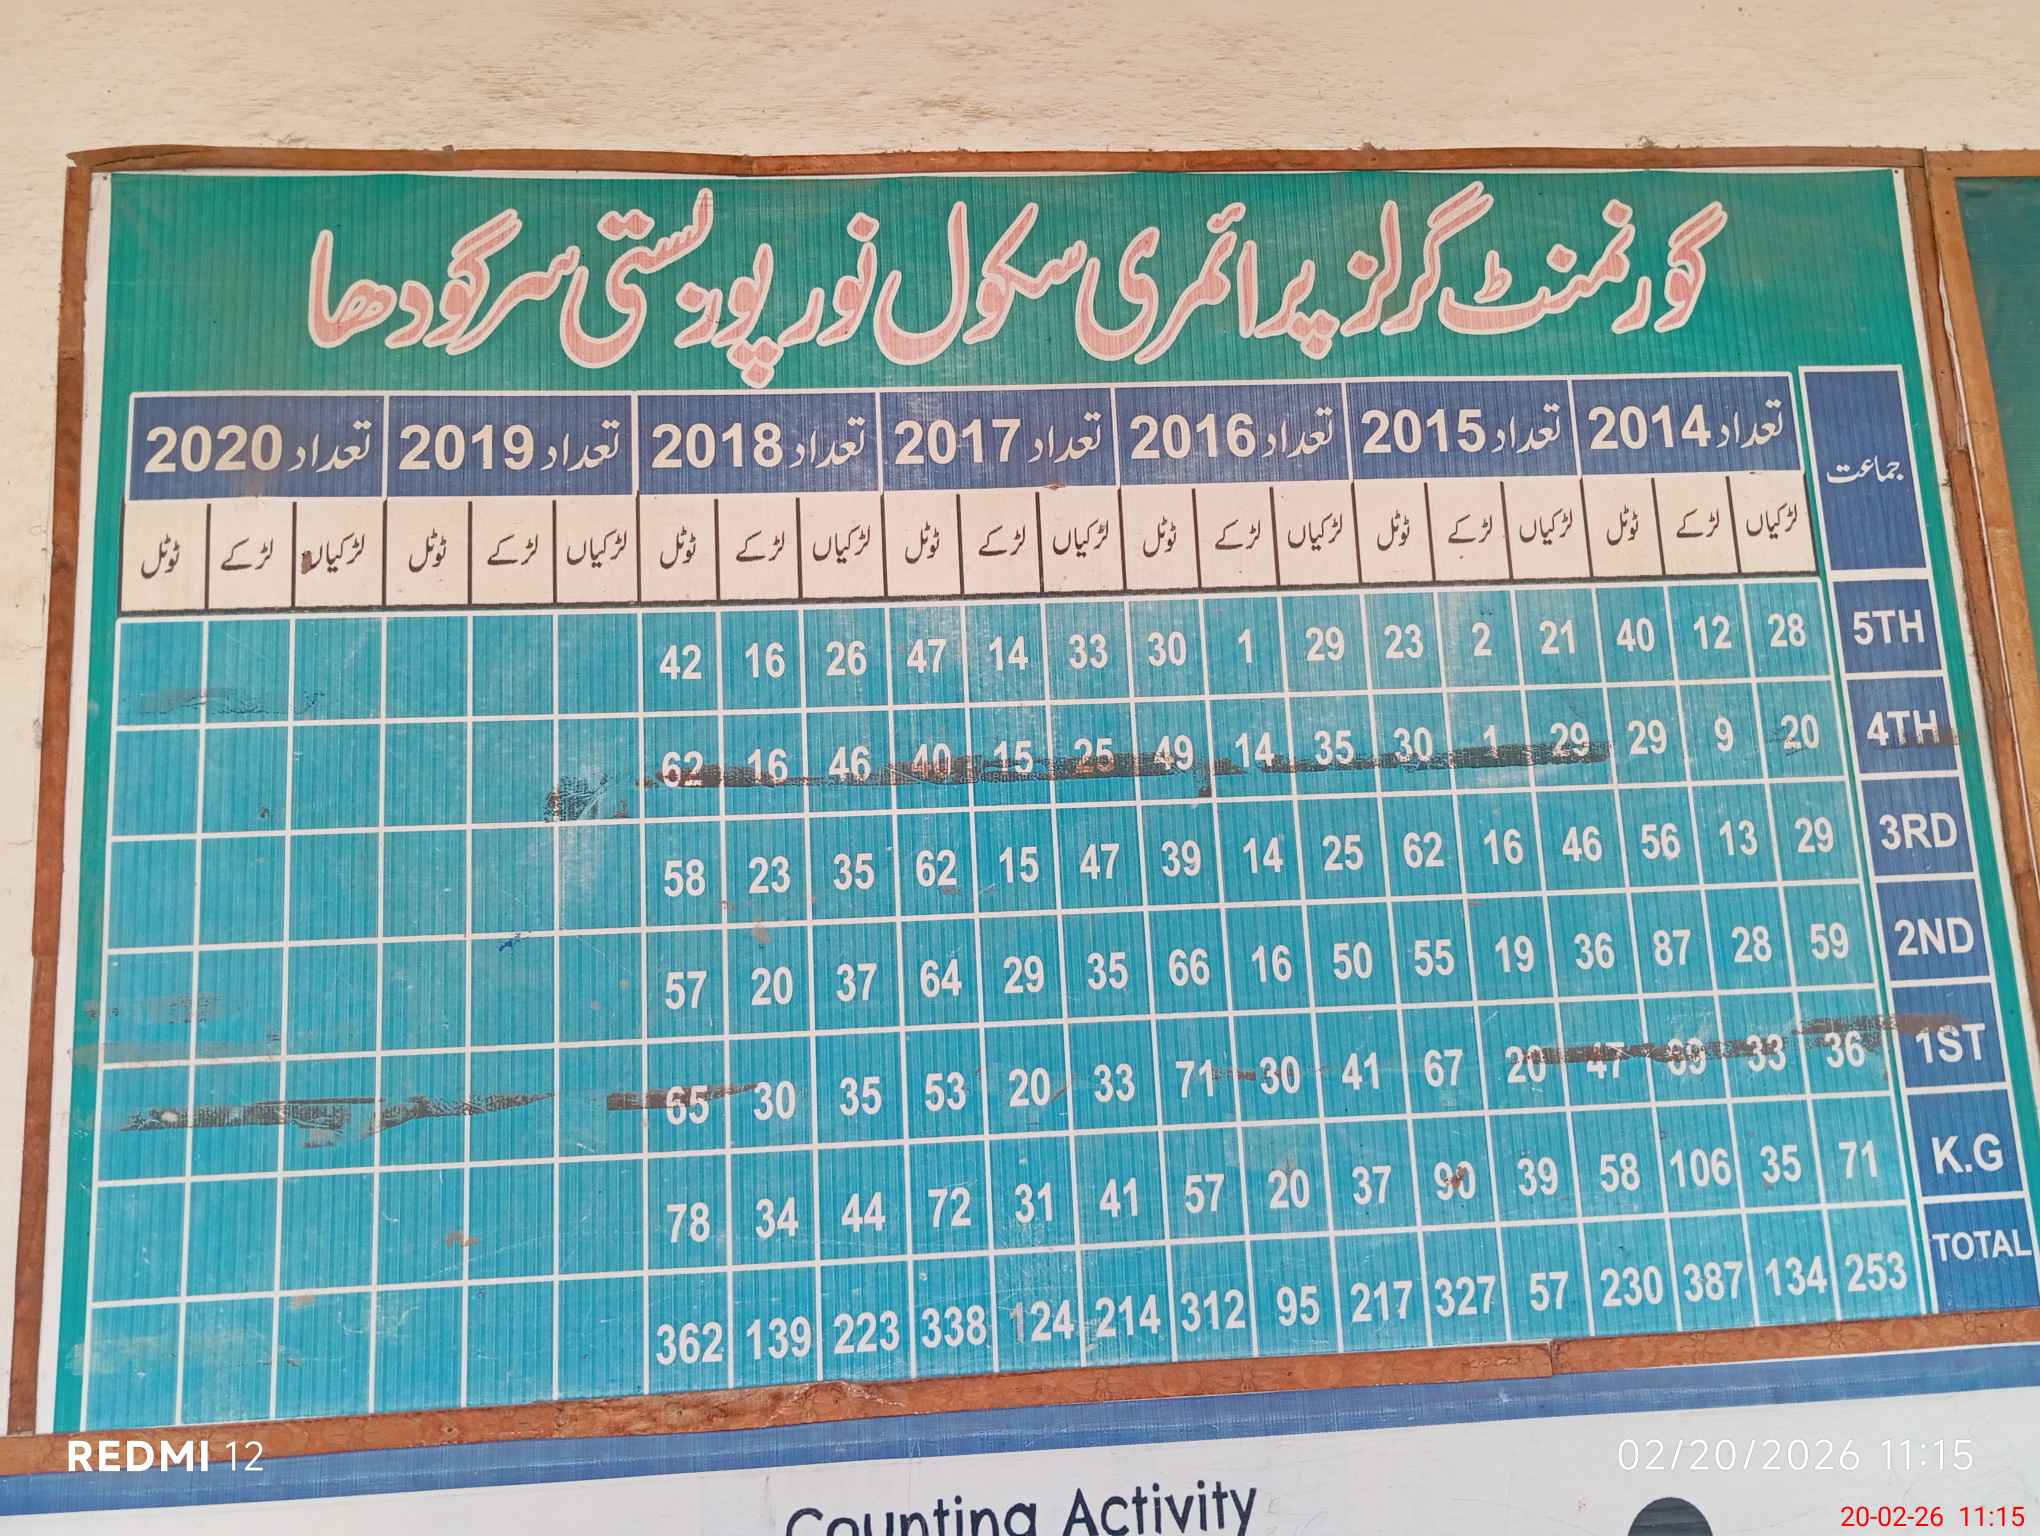 گورنمنٹ گرلز پرائمری سکول نور پور بستی سرگودھا
جماعت تعداد 2014 تعداد 2015 تعداد 2016 تعداد 2017 تعداد 2018 تعداد 2019 تعداد 2020
لڑکیاں لڑکے ٹوٹل لڑکیاں لڑکے ٹوٹل لڑکیاں لڑکے ٹوٹل لڑکیاں لڑکے ٹوٹل لڑکیاں لڑکے ٹوٹل لڑکیاں لڑکے ٹوٹل لڑکیاں لڑکے ٹوٹل
42 16 26 47 14 33 30 1 29 23 2 21 40 12 28 5TH
62 16 46 40 15 25 49 14 35 30 1 29 29 9 20 4TH
58 23 35 62 15 47 39 14 25 62 16 46 56 13 29 3RD
57 20 37 64 29 35 66 16 50 55 19 36 87 28 59 2ND
65 30 35 53 20 33 71 30 41 67 20 47 69 33 36 1ST
78 34 44 72 31 41 57 20 37 90 39 58 106 35 71 K.G
362 139 223 338 124 214 312 95 217 327 57 230 387 134 253 TOTAL
REDMI 12
02/20/2026 11:15
Counting Activity
20-02-26 11:15